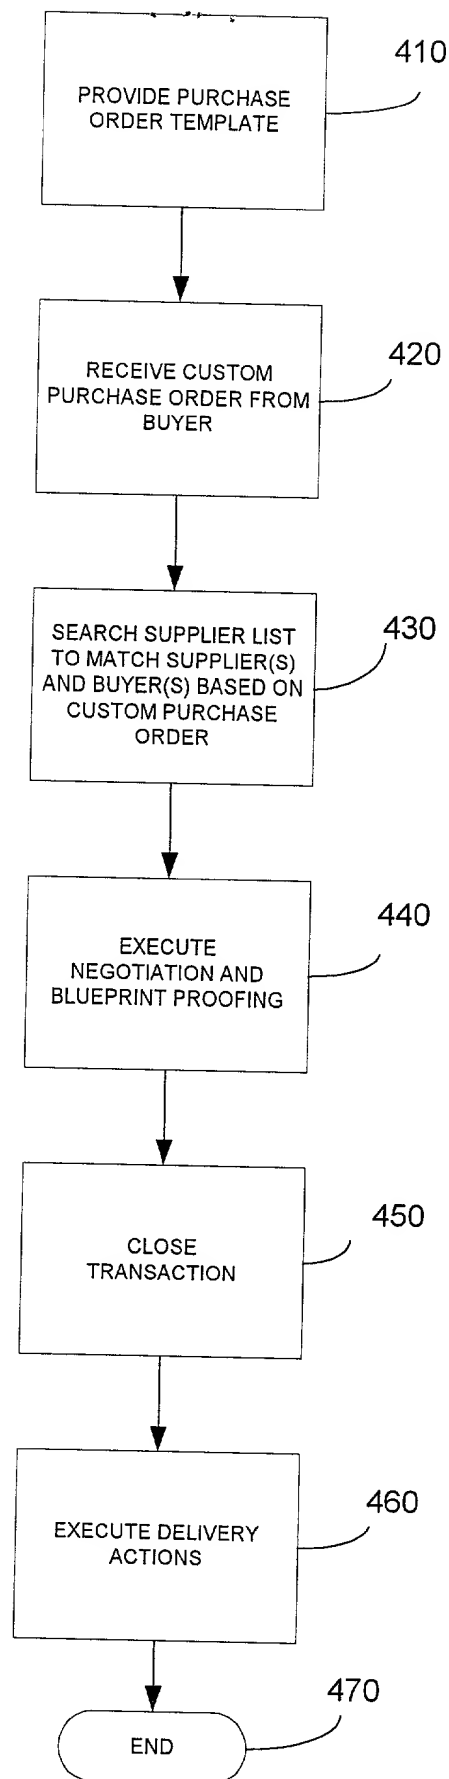 PROVIDE PURCHASE
ORDER TEMPLATE
410
RECEIVE CUSTOM
PURCHASE ORDER FROM
BUYER
420
SEARCH SUPPLIER LIST
TO MATCH SUPPLIER(S)
AND BUYER(S) BASED ON
CUSTOM PURCHASE
ORDER
430
EXECUTE
NEGOTIATION AND
BLUEPRINT PROOFING
440
CLOSE
TRANSACTION
450
EXECUTE DELIVERY
ACTIONS
460
END
470